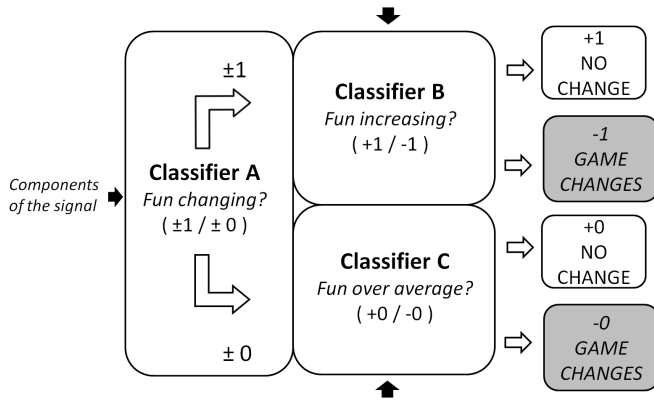 Components
of the signal
±1
Classifier A
Fun changing?
( ±1 / ± 0 )
± 0
Classifier B
Fun increasing?
( +1 / -1 )
Classifier C
Fun over average?
( +0 / -0 )
+1
NO
CHANGE
-1
GAME
CHANGES
+0
NO
CHANGE
-0
GAME
CHANGES